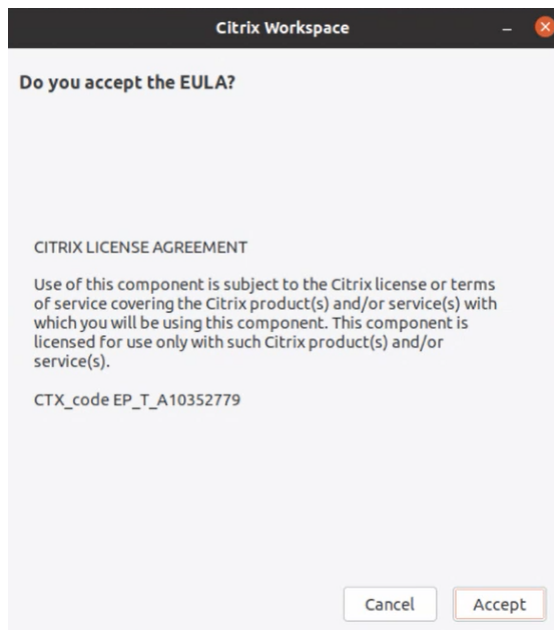 Citrix Workspace
Do you accept the EULA?
CITRIX LICENSE AGREEMENT
Use of this component is subject to the Citrix license or terms
of service covering the Citrix product(s) and/or service(s) with
which you will be using this component. This component is
licensed for use only with such Citrix product(s) and/or
service(s).
CTX_code EP_T_A10352779
Cancel
Accept